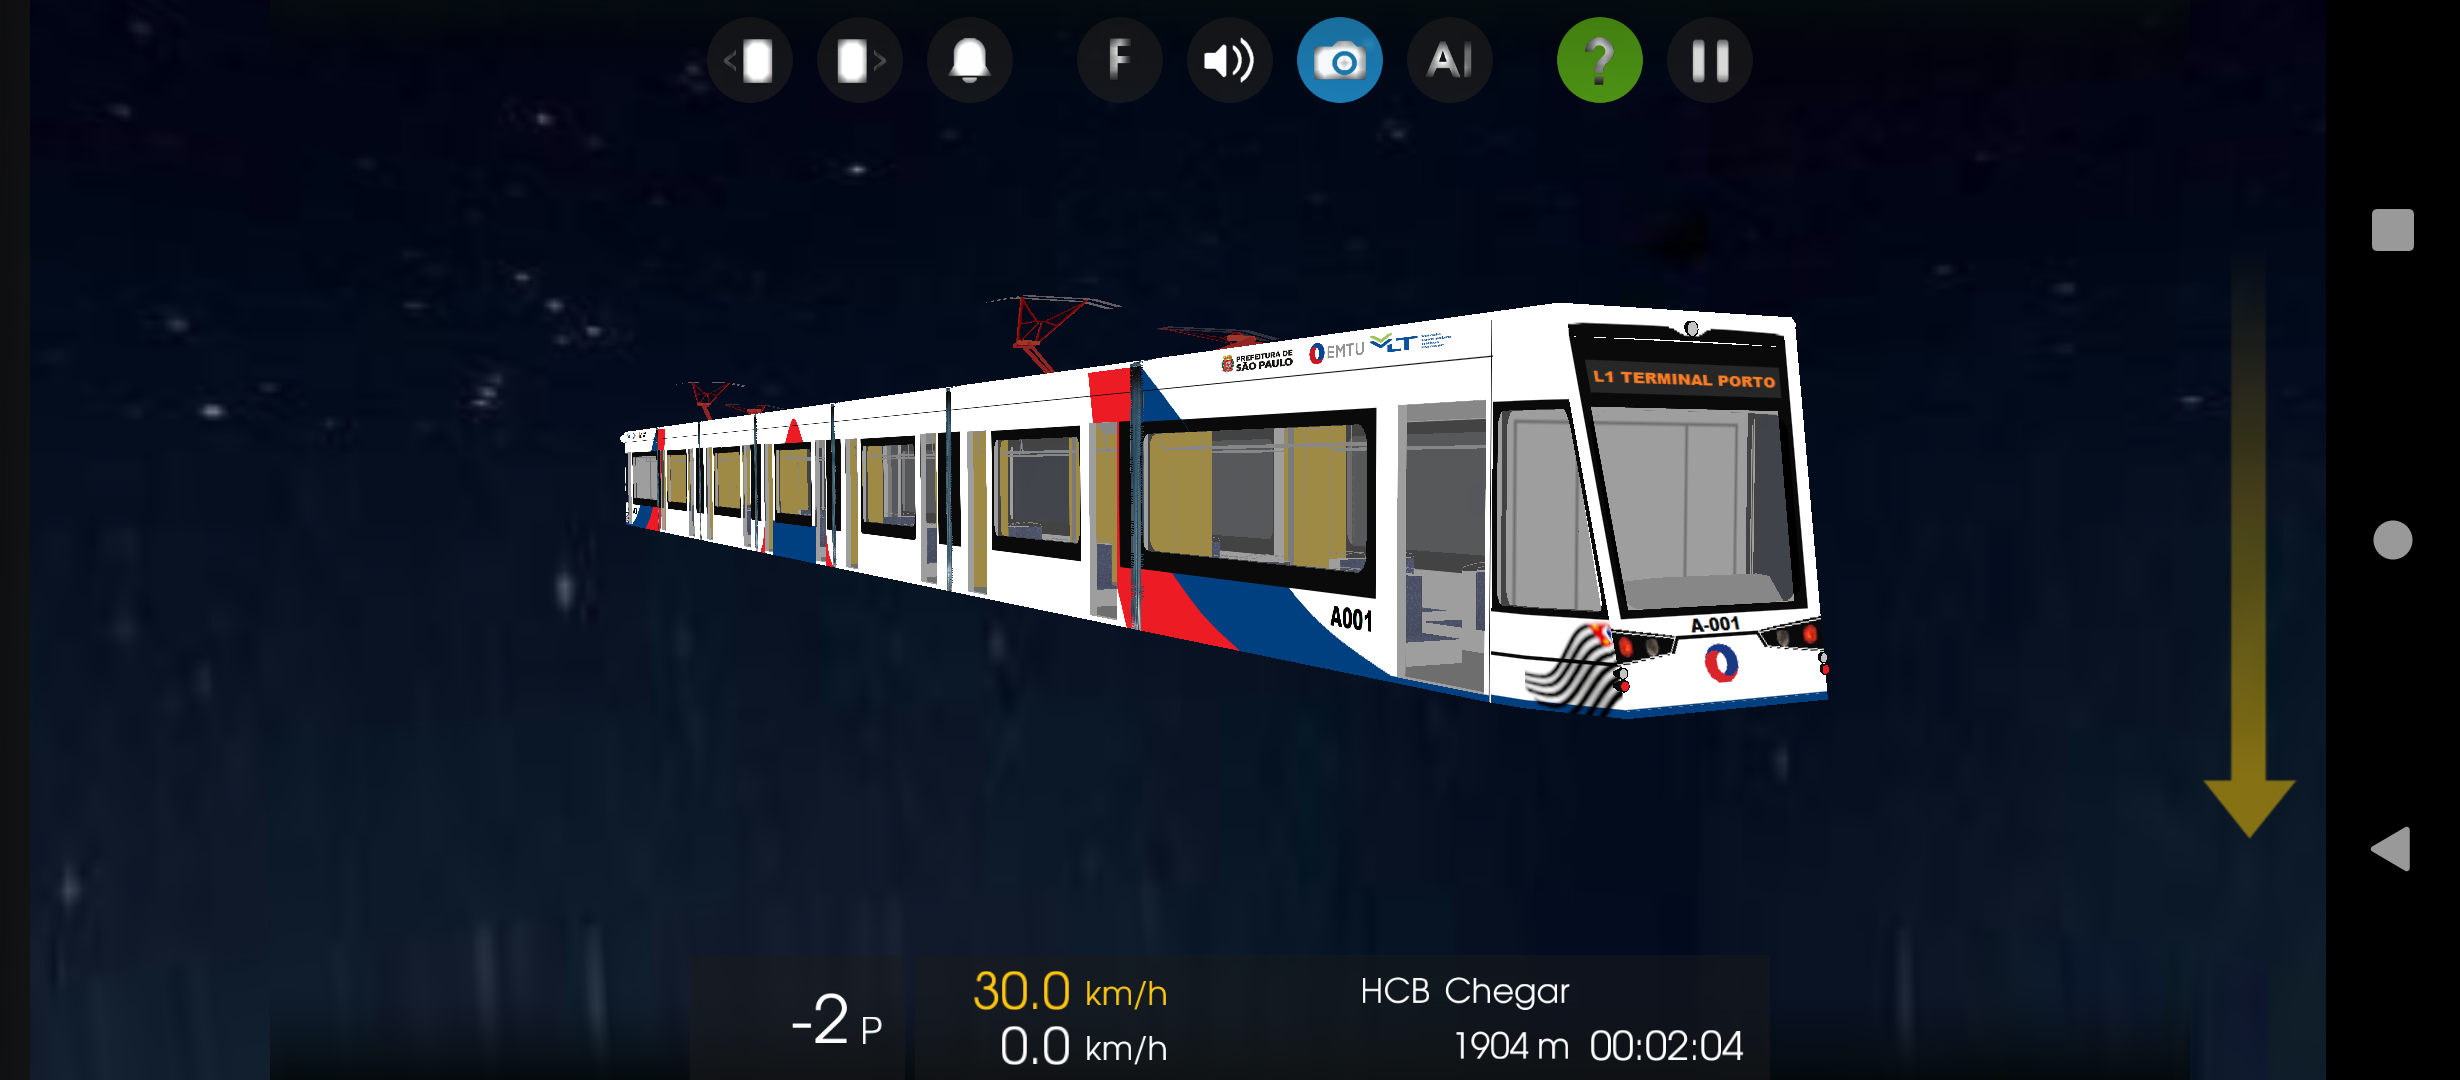 F
AI
?
PREFEITURA DE
SÃO PAULO
EMTU
VLT
L1 TERMINAL PORTO
A001
A-001
-2 P
30.0 km/h
0.0 km/h
HCB Chegar
1904 m 00:02:04